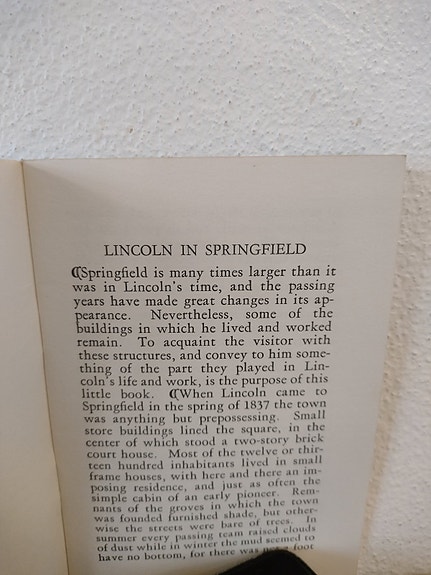 LINCOLN IN SPRINGFIELD
⸿Springfield is many times larger than it
was in Lincoln's time, and the passing
years have made great changes in its ap-
pearance. Nevertheless, some of the
buildings in which he lived and worked
remain. To acquaint the visitor with
these structures, and convey to him some-
thing of the part they played in Lin-
coln's life and work, is the purpose of this
little book. ⸿When Lincoln came to
Springfield in the spring of 1837 the town
was anything but prepossessing. Small
store buildings lined the square, in the
center of which stood a two-story brick
court house. Most of the twelve or thir-
teen hundred inhabitants lived in small
frame houses, with here and there an im-
posing residence, and just as often the
simple cabin of an early pioneer. Rem-
nants of the groves in which the town
was founded furnished shade, but other-
wise the streets were bare of trees. In
summer every passing team raised clouds
of dust while in winter the mud seemed to
have no bottom, for there was not a foot